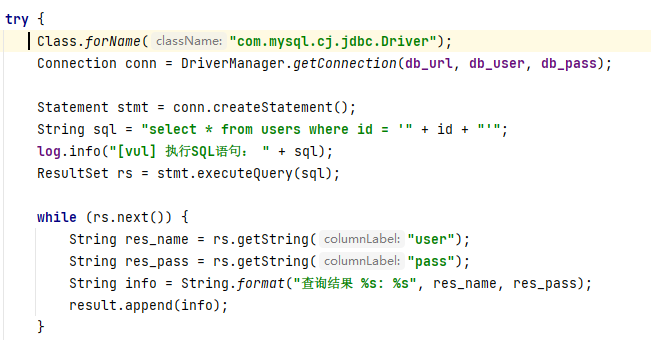 try {
    Class.forName( className: "com.mysql.cj.jdbc.Driver");
    Connection conn = DriverManager.getConnection(db_url, db_user, db_pass);
    Statement stmt = conn.createStatement();
    String sql = "select * from users where id = '" + id + "'";
    log.info("[vul] 执行SQL语句： " + sql);
    ResultSet rs = stmt.executeQuery(sql);
    while (rs.next()) {
        String res_name = rs.getString( columnLabel: "user");
        String res_pass = rs.getString( columnLabel: "pass");
        String info = String.format("查询结果 %s: %s", res_name, res_pass);
        result.append(info);
    }